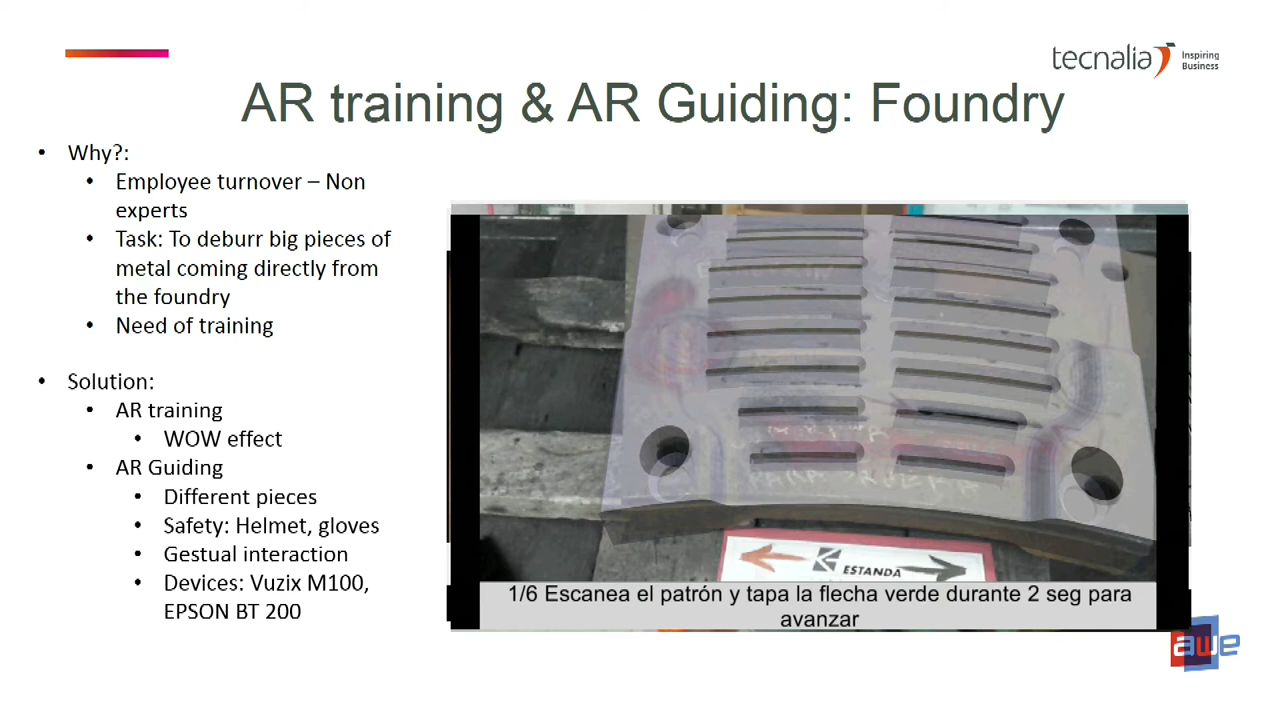 tecnalia Inspiring
Business
AR training & AR Guiding: Foundry
• Why?:
• Employee turnover – Non
experts
• Task: To deburr big pieces of
metal coming directly from
the foundry
• Need of training
• Solution:
• AR training
• WOW effect
• AR Guiding
• Different pieces
• Safety: Helmet, gloves
• Gestual interaction
• Devices: Vuzix M100,
EPSON BT 200
ESTANDA
1/6 Escanea el patrón y tapa la flecha verde durante 2 seg para
avanzar
awe